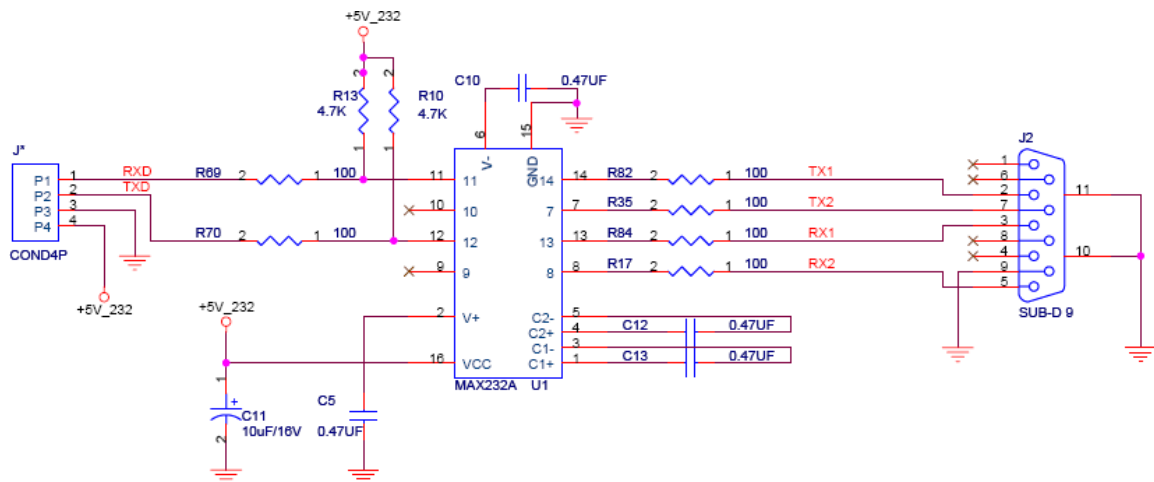 +5V_232
C10 0.47UF
2 2
R13 R10
4.7K 4.7K
1 1
6 15
V- GND
J*
P1 1 RXD R69 2 1 100 11 11
P2 2 TXD
P3 3
P4 4
COND4P
+5V_232
10 10
R70 2 1 100 12 12
9 9
14 14 R82 2 1 100 TX1
7 7 R35 2 1 100 TX2
13 13 R84 2 1 100 RX1
8 8 R17 2 1 100 RX2
J2
1
6
2
7
3
8
4
9
5
11
10
SUB-D 9
+5V_232
2 V+
16 VCC
C2- 5
C2+ 4 C12 0.47UF
C1- 3
C1+ 1 C13 0.47UF
MAX232A U1
1
+
C11
10uF/16V
2
C5
0.47UF